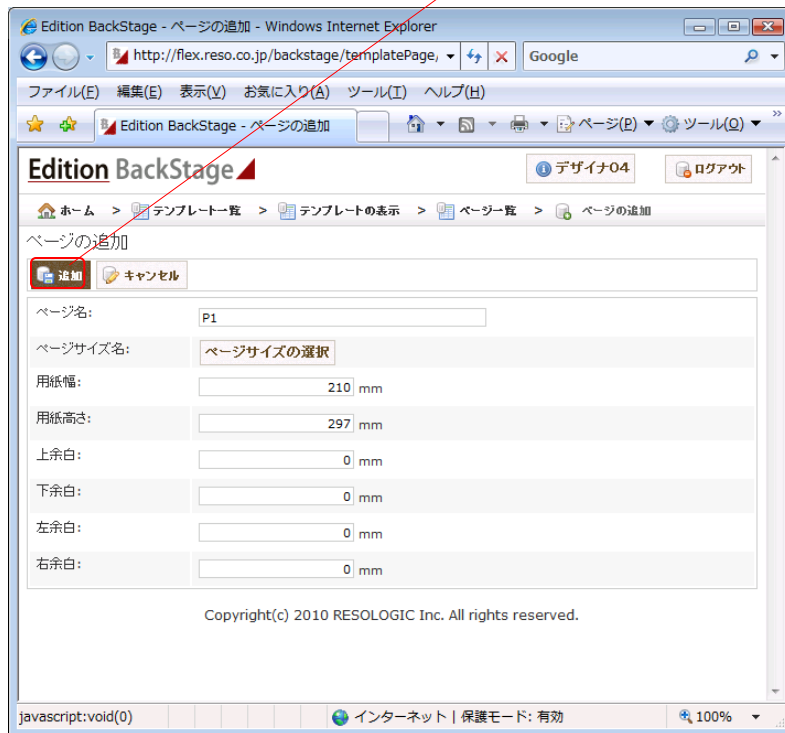 Edition BackStage - ページの追加 - Windows Internet Explorer
http://flex.reso.co.jp/backstage/templatePage, Google
ファイル(F) 編集(E) 表示(V) お気に入り(A) ツール(T) ヘルプ(H)
Edition BackStage - ページの追加 ページ(P) ツール(O) »
Edition BackStage デザイナ04 ログアウト
ホーム > テンプレート一覧 > テンプレートの表示 > ページ一覧 > ページの追加
ページの追加
追加 キャンセル
ページ名: P1
ページサイズ名: ページサイズの選択
用紙幅: 210 mm
用紙高さ: 297 mm
上余白: 0 mm
下余白: 0 mm
左余白: 0 mm
右余白: 0 mm
Copyright(c) 2010 RESOLOGIC Inc. All rights reserved.
javascript:void(0) インターネット | 保護モード: 有効 100%